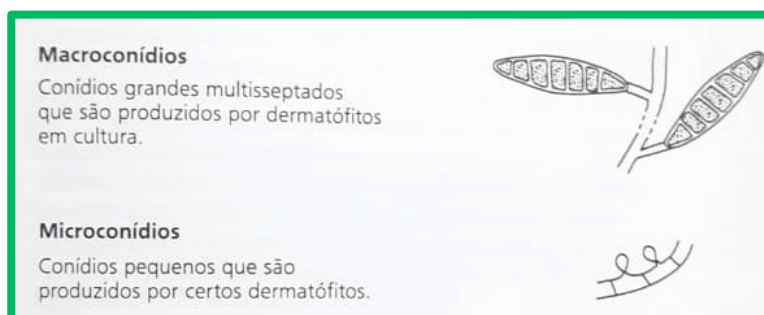 Macroconídios
Conídios grandes multisseptados
que são produzidos por dermatófitos
em cultura.
Microconídios
Conídios pequenos que são
produzidos por certos dermatófitos.